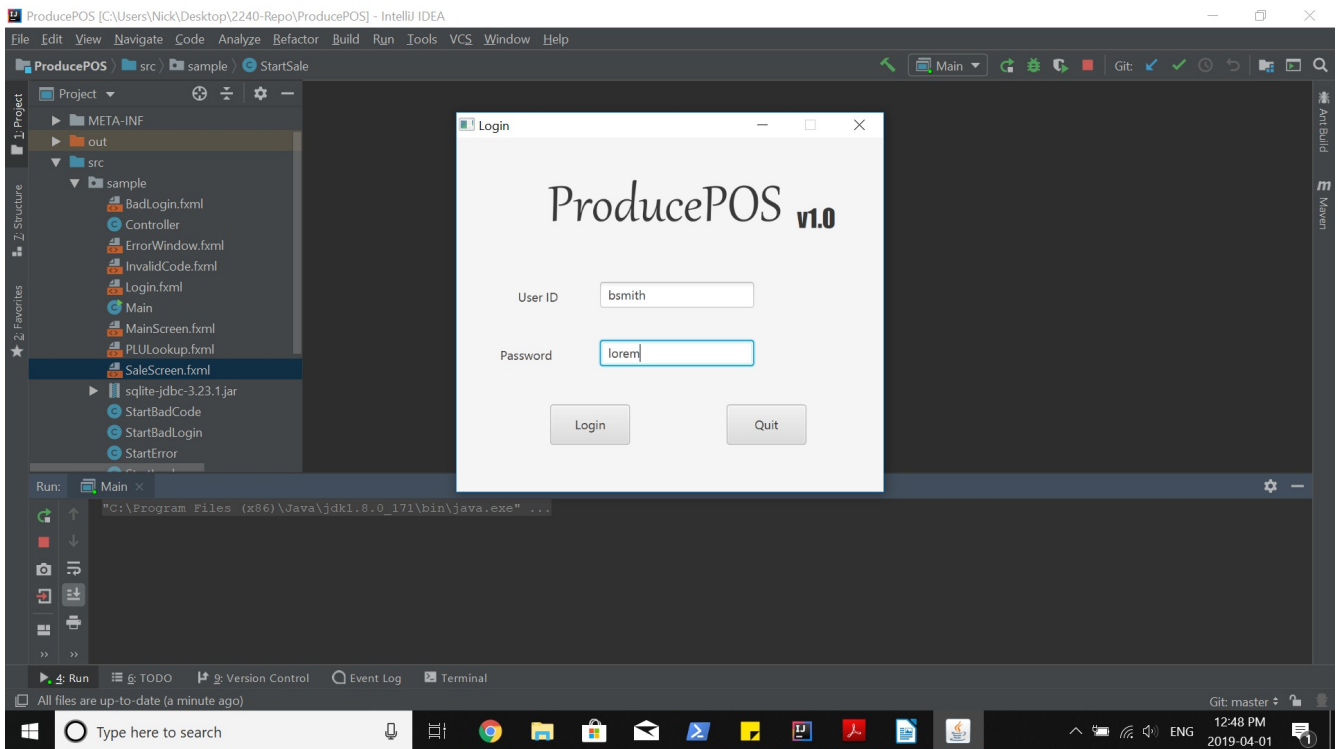 ProducePOS [C:\Users\Nick\Desktop\2240-Repo\ProducePOS] - IntelliJ IDEA
File Edit View Navigate Code Analyze Refactor Build Run Tools VCS Window Help
ProducePOS src sample StartSale
Main Git:
1: Project
Project
META-INF
out
src
sample
BadLogin.fxml
Controller
ErrorWindow.fxml
InvalidCode.fxml
Login.fxml
Main
MainScreen.fxml
PLULookup.fxml
SaleScreen.fxml
sqlite-jdbc-3.23.1.jar
StartBadCode
StartBadLogin
StartError
Z: Structure
2: Favorites
Ant Build
m Maven
Login
ProducePOS v1.0
User ID bsmith
Password lorem
Login Quit
Run: Main
"C:\Program Files (x86)\Java\jdk1.8.0_171\bin\java.exe" ...
4: Run 6: TODO 9: Version Control Event Log Terminal
All files are up-to-date (a minute ago) Git: master
Type here to search ENG 12:48 PM
2019-04-01
1